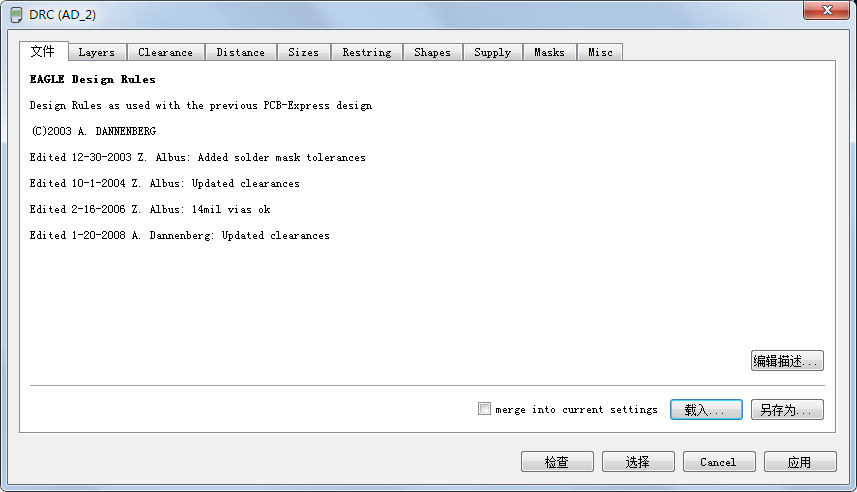 DRC (AD_2)
文件 Layers Clearance Distance Sizes Restring Shapes Supply Masks Misc
EAGLE Design Rules
Design Rules as used with the previous PCB-Express design
(C)2003 A. DANNENBERG
Edited 12-30-2003 Z. Albus: Added solder mask tolerances
Edited 10-1-2004 Z. Albus: Updated clearances
Edited 2-16-2006 Z. Albus: 14mil vias ok
Edited 1-20-2008 A. Dannenberg: Updated clearances
编辑描述...
merge into current settings 载入... 另存为...
检查 选择 Cancel 应用